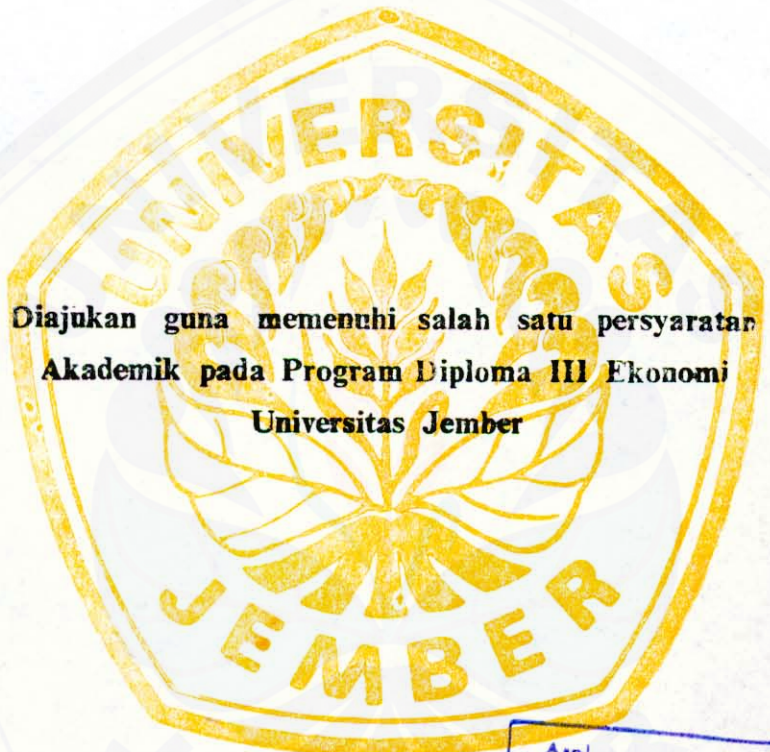 UNIVERSITAS
Diajukan guna memenuhi salah satu persyaratan
Akademik pada Program Diploma III Ekonomi
Universitas Jember
JEMBER